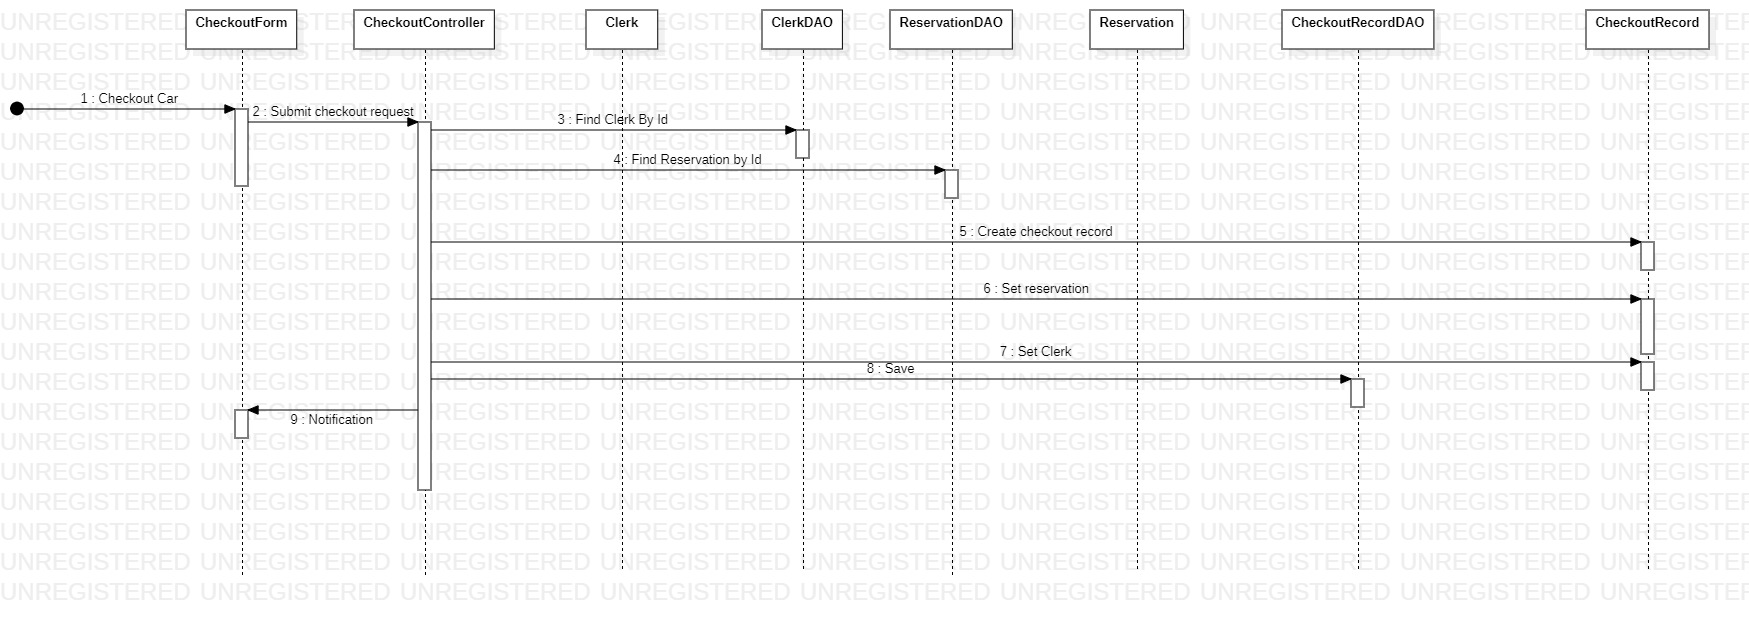 CheckoutForm
CheckoutController
Clerk
ClerkDAO
ReservationDAO
Reservation
CheckoutRecordDAO
CheckoutRecord
1 : Checkout Car
2 : Submit checkout request
3 : Find Clerk By Id
4 : Find Reservation by Id
5 : Create checkout record
6 : Set reservation
7 : Set Clerk
8 : Save
9 : Notification
UNREGISTERED